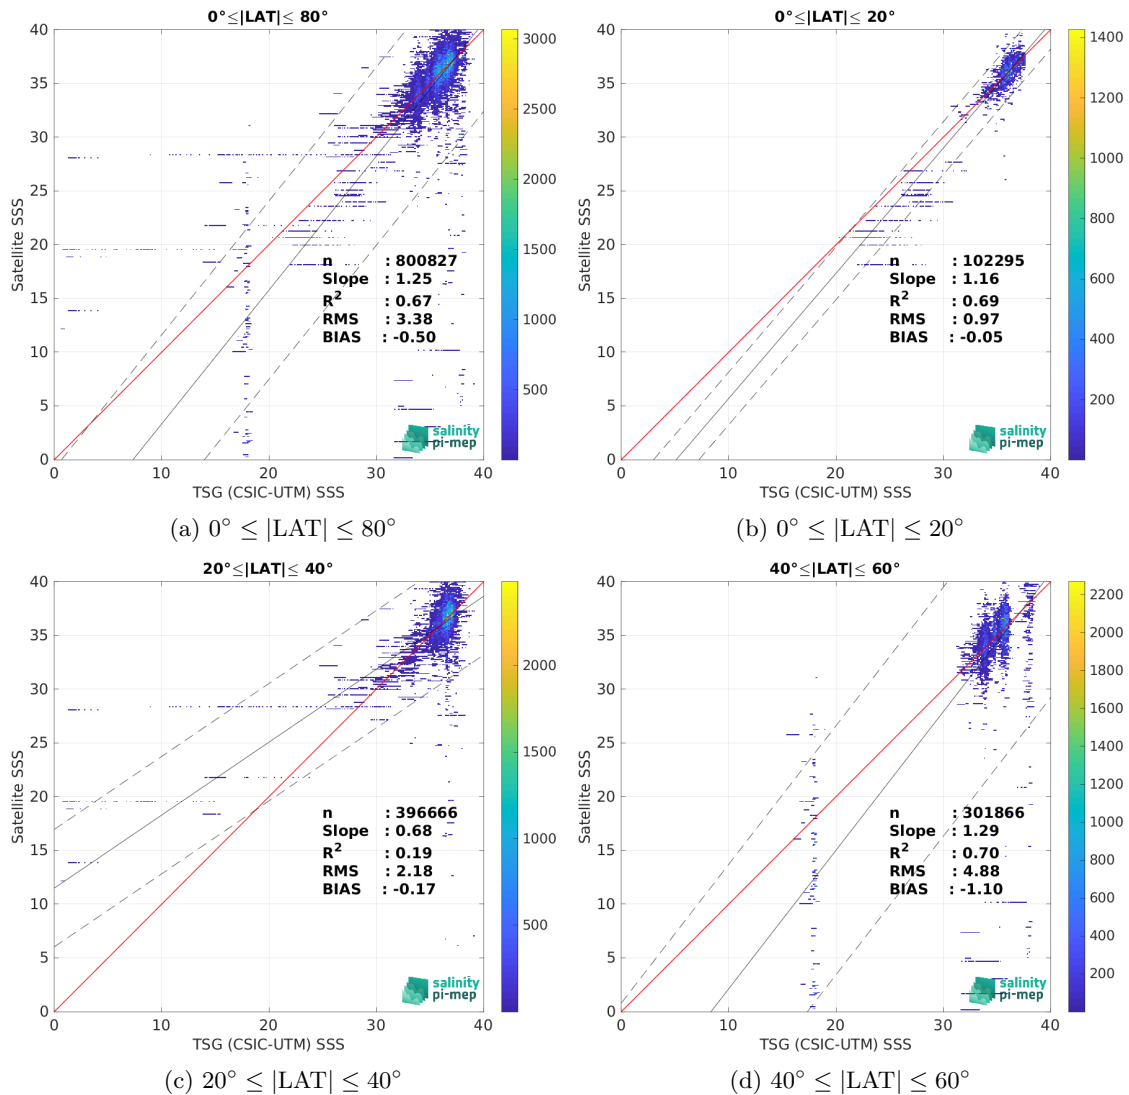 0°≤|LAT|≤ 80°
40
35
30
25
20
15
10
5
0
Satellite SSS
n : 800827
Slope : 1.25
R² : 0.67
RMS : 3.38
BIAS : -0.50
salinity
pi-mep
0 10 20 30 40
TSG (CSIC-UTM) SSS
3000
2500
2000
1500
1000
500
(a) 0° ≤ |LAT| ≤ 80°
0°≤|LAT|≤ 20°
40
35
30
25
20
15
10
5
0
Satellite SSS
n : 102295
Slope : 1.16
R² : 0.69
RMS : 0.97
BIAS : -0.05
salinity
pi-mep
0 10 20 30 40
TSG (CSIC-UTM) SSS
1400
1200
1000
800
600
400
200
(b) 0° ≤ |LAT| ≤ 20°
20°≤|LAT|≤ 40°
40
35
30
25
20
15
10
5
0
Satellite SSS
n : 396666
Slope : 0.68
R² : 0.19
RMS : 2.18
BIAS : -0.17
salinity
pi-mep
0 10 20 30 40
TSG (CSIC-UTM) SSS
2000
1500
1000
500
(c) 20° ≤ |LAT| ≤ 40°
40°≤|LAT|≤ 60°
40
35
30
25
20
15
10
5
0
Satellite SSS
n : 301866
Slope : 1.29
R² : 0.70
RMS : 4.88
BIAS : -1.10
salinity
pi-mep
0 10 20 30 40
TSG (CSIC-UTM) SSS
2200
2000
1800
1600
1400
1200
1000
800
600
400
200
(d) 40° ≤ |LAT| ≤ 60°